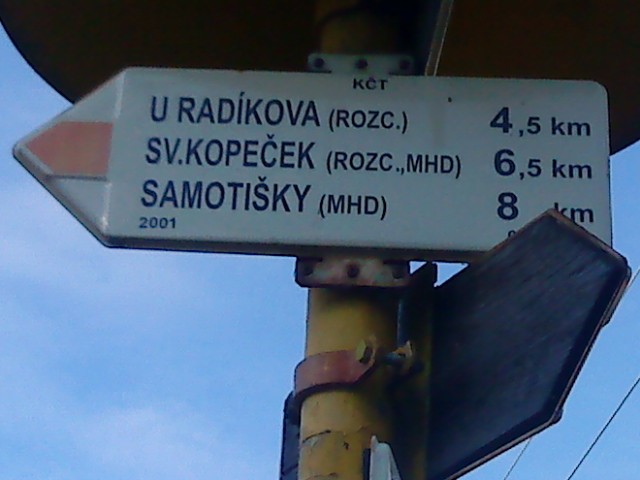 KČT
U RADÍKOVA (ROZC.) 4,5 km
SV.KOPEČEK (ROZC.,MHD) 6,5 km
SAMOTIŠKY (MHD) 8 km
2001